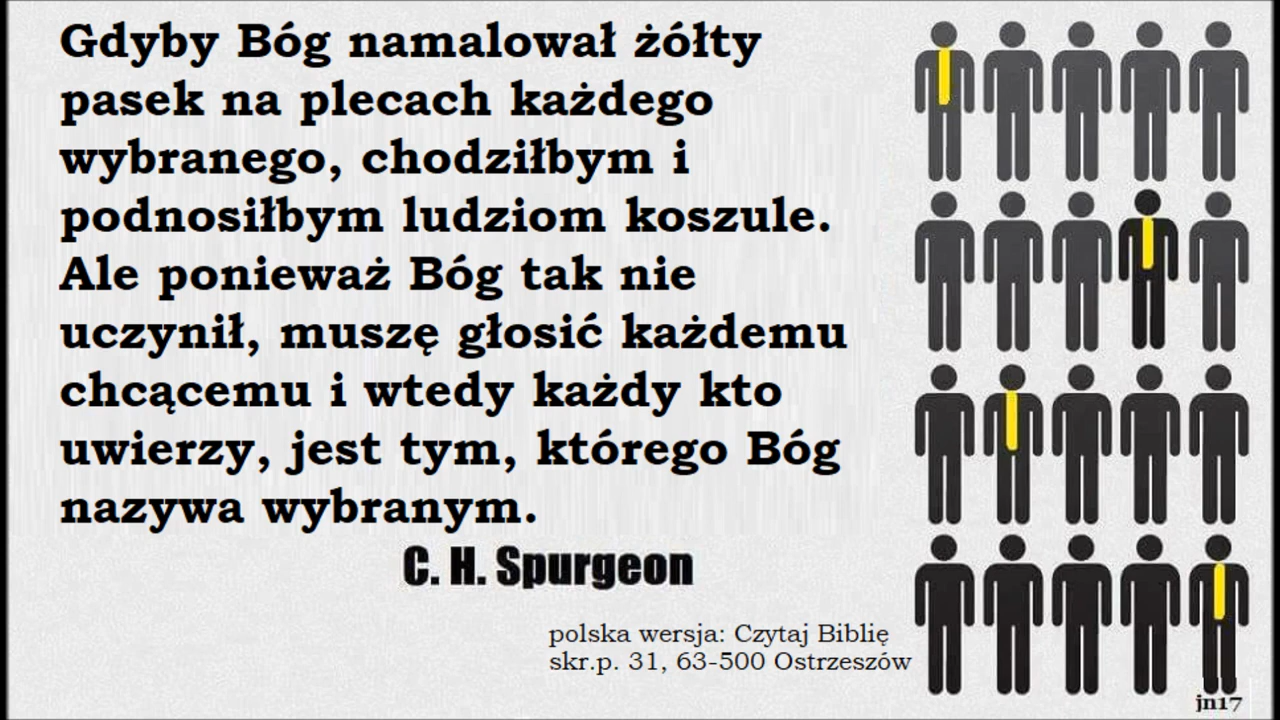 Gdyby Bóg namalował żółty
pasek na plecach każdego
wybranego, chodziłbym i
podnosiłbym ludziom koszule.
Ale ponieważ Bóg tak nie
uczynił, muszę głosić każdemu
chcącemu i wtedy każdy kto
uwierzy, jest tym, którego Bóg
nazywa wybranym.
C. H. Spurgeon
polska wersja: Czytaj Biblię
skr.p. 31, 63-500 Ostrzeszów
jn17